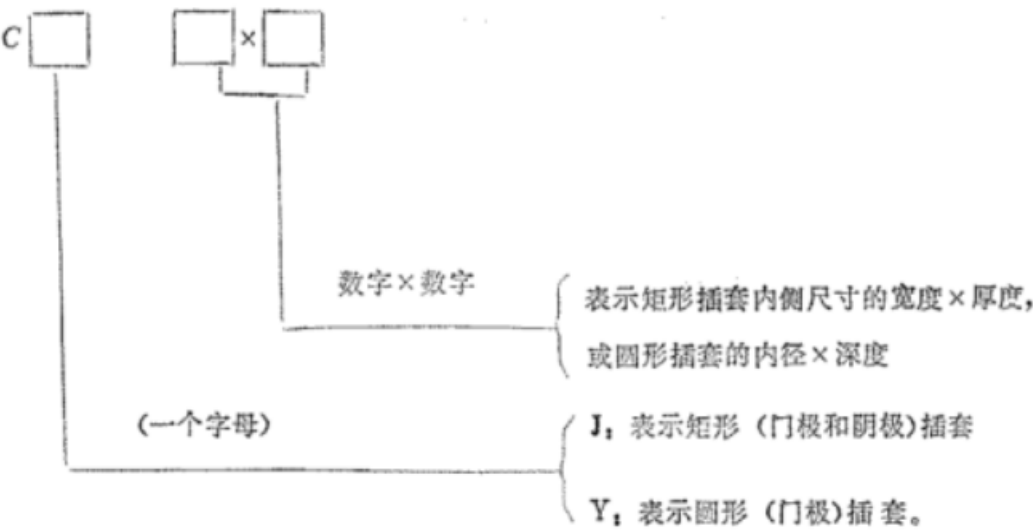 C □ □×□
数字×数字
表示矩形插套内侧尺寸的宽度×厚度,
或圆形插套的内径×深度
(一个字母)
J: 表示矩形 (门极和阴极)插套
Y: 表示圆形 (门极)插套。